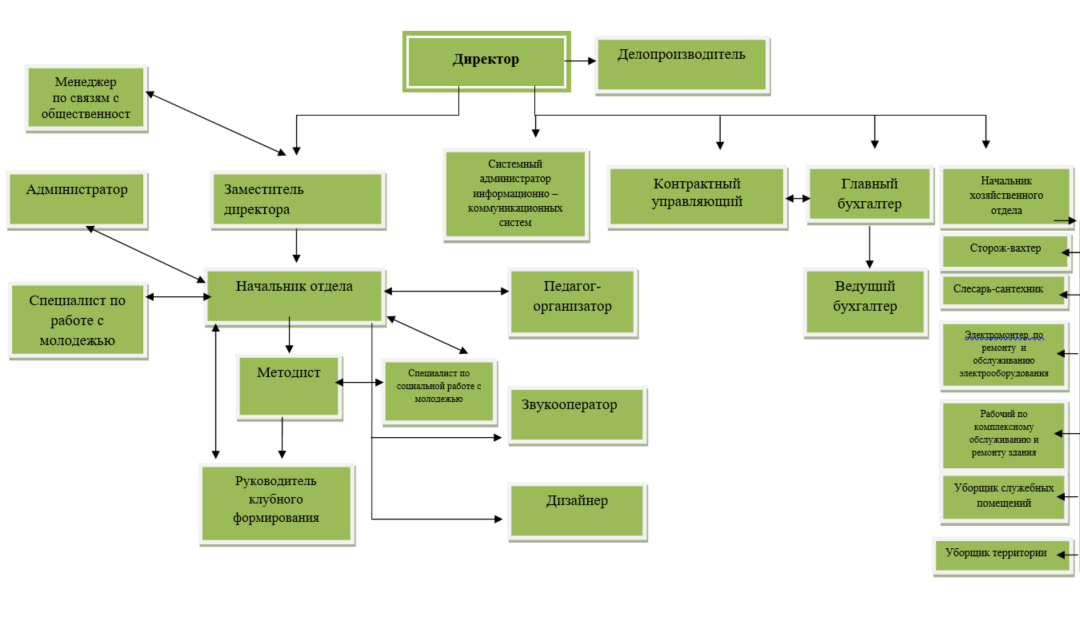 Директор
Делопроизводитель
Менеджер
по связям с
общественност
Администратор
Заместитель
директора
Системный
администратор
информационно –
коммуникационных
систем
Контрактный
управляющий
Главный
бухгалтер
Начальник
хозяйственного
отдела
Сторож-вахтер
Специалист по
работе с
молодежью
Начальник отдела
Педагог-
организатор
Ведущий
бухгалтер
Слесарь-сантехник
Электромонтер по
ремонту и
обслуживанию
электрооборудования
Методист
Специалист по
социальной работе с
молодежью
Звукооператор
Рабочий по
комплексному
обслуживанию и
ремонту здания
Руководитель
клубного
формирования
Дизайнер
Уборщик служебных
помещений
Уборщик территории